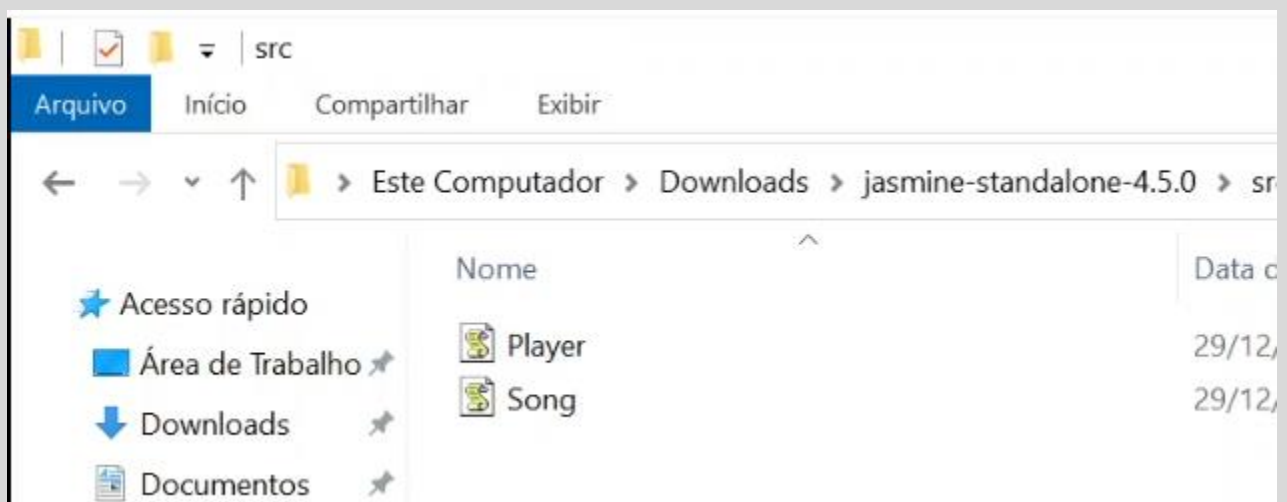 src
Arquivo Início Compartilhar Exibir
Este Computador > Downloads > jasmine-standalone-4.5.0 >
Nome Data
Acesso rápido
Área de Trabalho
Downloads
Documentos
Player 29/12/
Song 29/12/